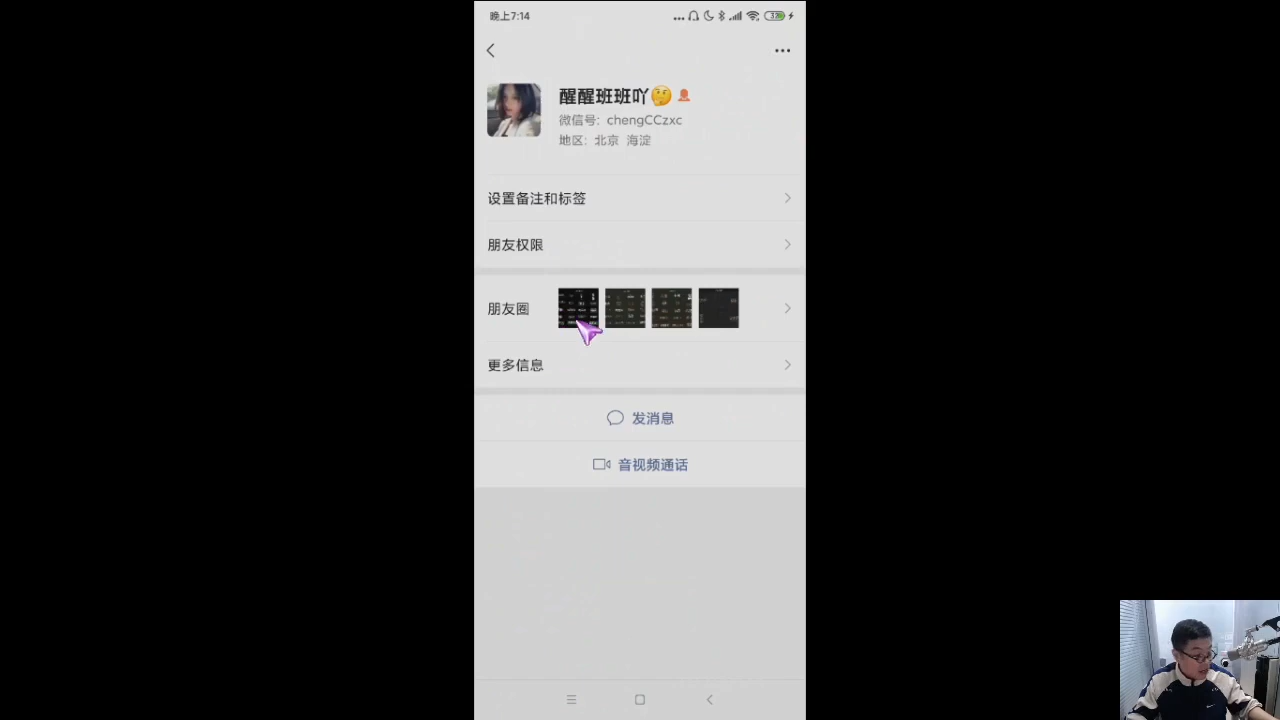 晚上7:14
32
醒醒班班吖🤔
微信号: chengCCzxc
地区: 北京 海淀
设置备注和标签
朋友权限
朋友圈
更多信息
发消息
音视频通话